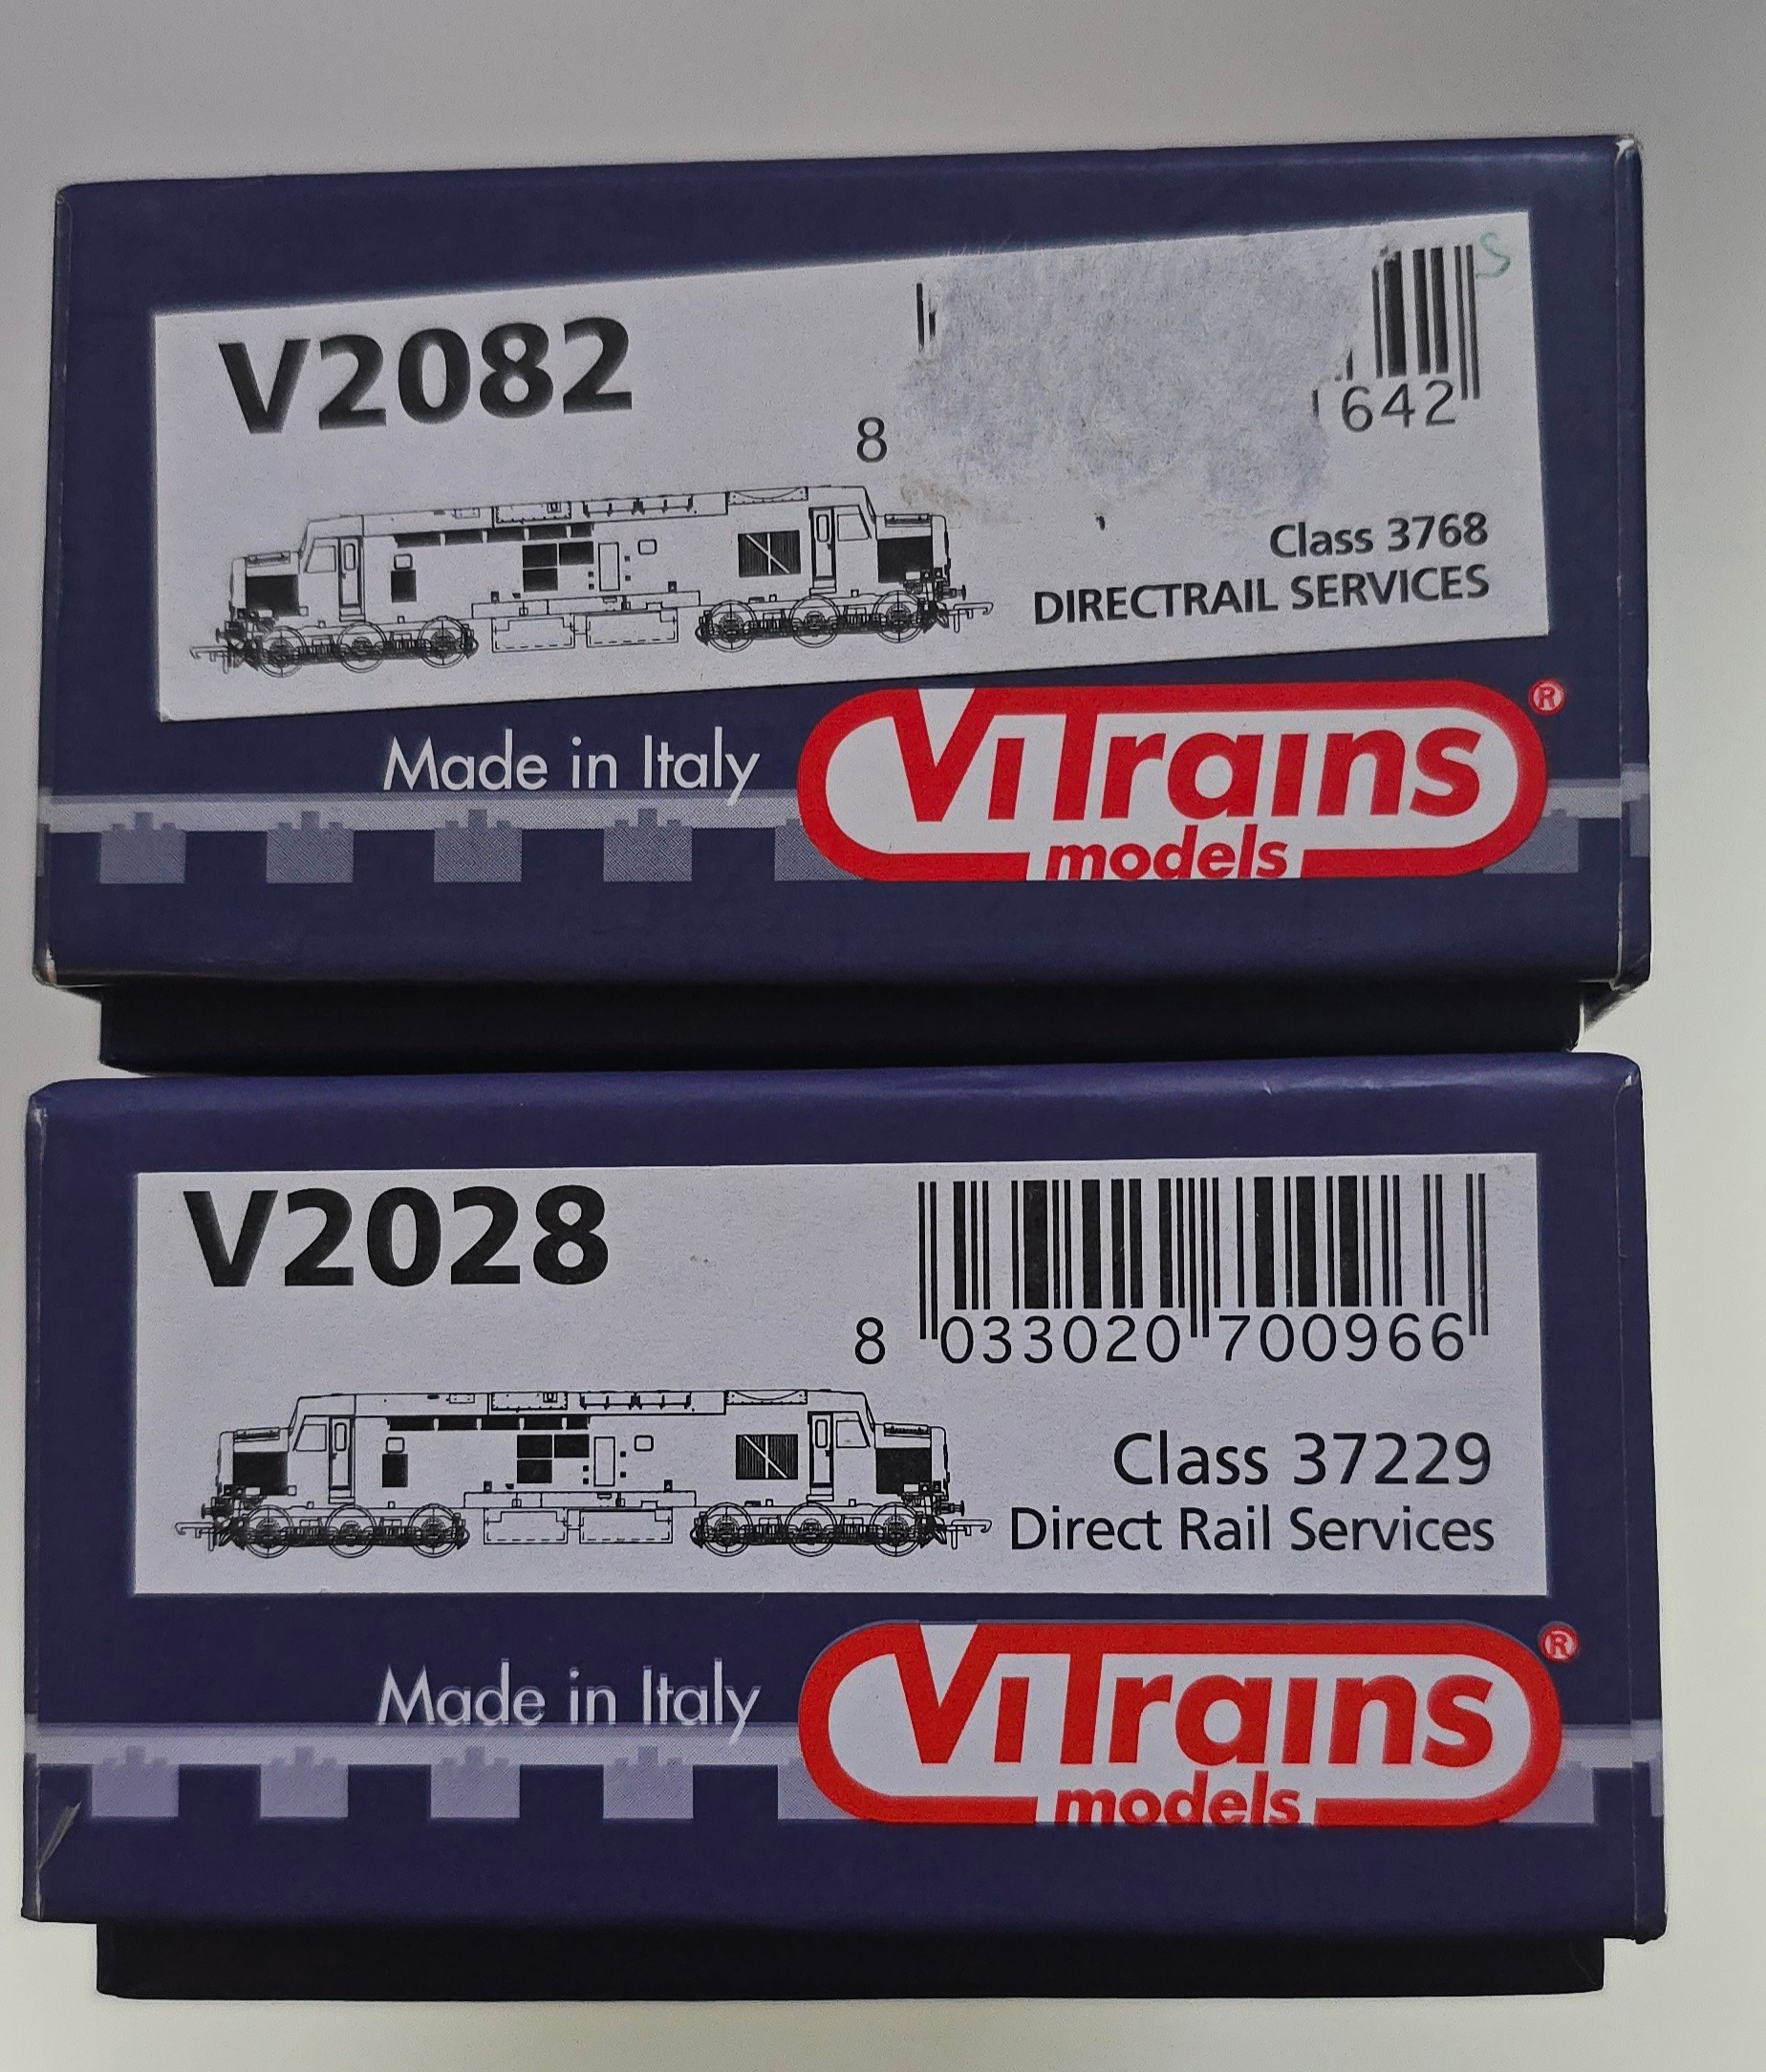 V2082
S
8 642
Class 3768
DIRECTRAIL SERVICES
Made in Italy
ViTrains®
models
V2028
8 033020 700966
Class 37229
Direct Rail Services
Made in Italy
ViTrains®
models